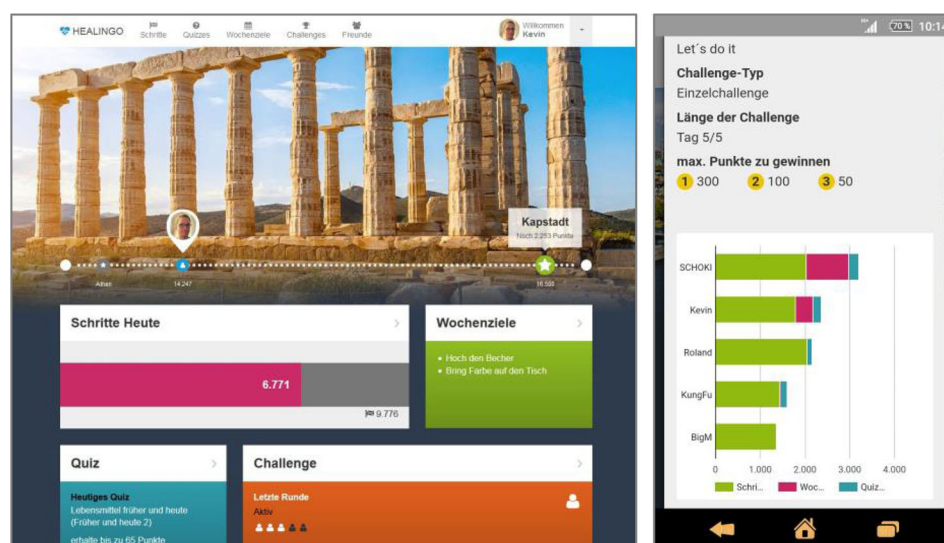 HEALINGO
Schritte
Quizzes
Wochenziele
Challenges
Freunde
Willkommen
Kevin
Kapstadt
Noch 2.253 Punkte
Athen
14.247
16.500
Schritte Heute
6.771
9.776
Wochenziele
• Hoch den Becher
• Bring Farbe auf den Tisch
Quiz
Heutiges Quiz
Lebensmittel früher und heute
(Früher und heute 2)
erhalte bis zu 65 Punkte
Challenge
Letzte Runde
Aktiv
70% 10:14
Let´s do it
Challenge-Typ
Einzelchallenge
Länge der Challenge
Tag 5/5
max. Punkte zu gewinnen
1 300 2 100 3 50
SCHOKI
Kevin
Roland
KungFu
BigM
0 1.000 2.000 3.000 4.000
Schri... Woc... Quiz...